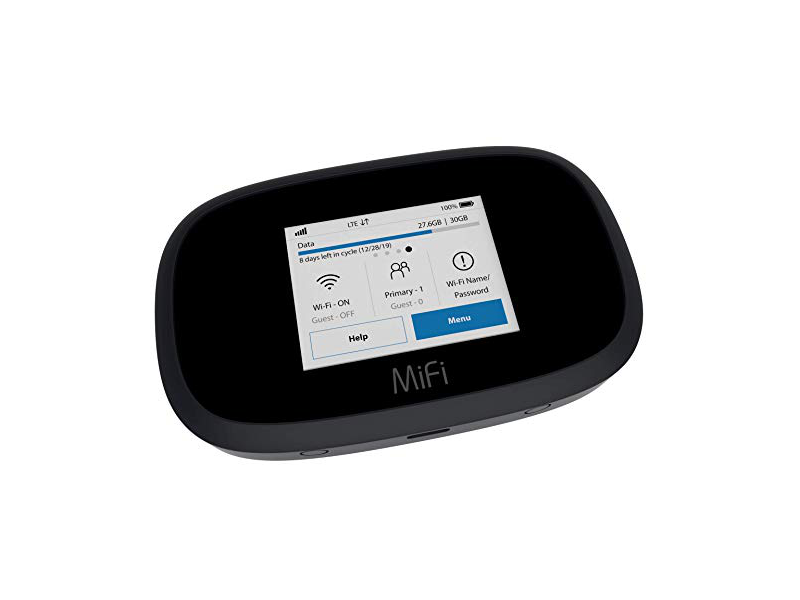 LTE 100%
Data 27.6GB | 30GB
8 days left in cycle (12/28/19)
Wi-Fi - ON
Guest - OFF
Primary - 1
Guest - 0
Wi-Fi Name/
Password
Help
Menu
MiFi